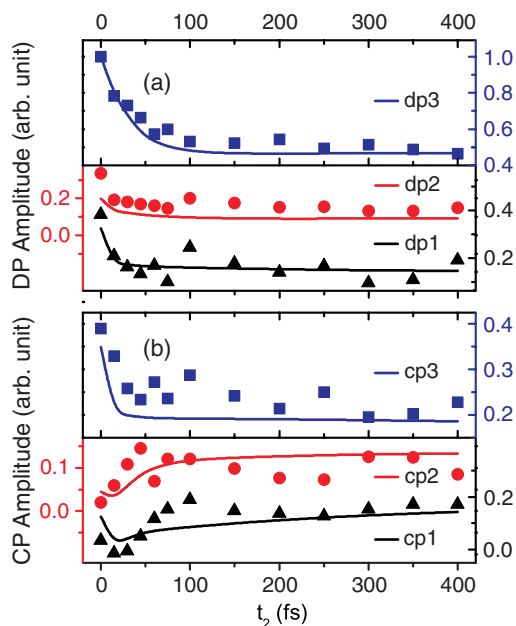 0 100 200 300 400
(a)
dp3
1.0
0.8
0.6
0.4
DP Amplitude (arb. unit)
dp2
0.2
0.0
dp1
0.4
0.2
(b)
cp3
0.4
0.3
0.2
CP Amplitude (arb. unit)
cp2
0.1
0.0
cp1
0.2
0.0
0 100 200 300 400
t₂ (fs)